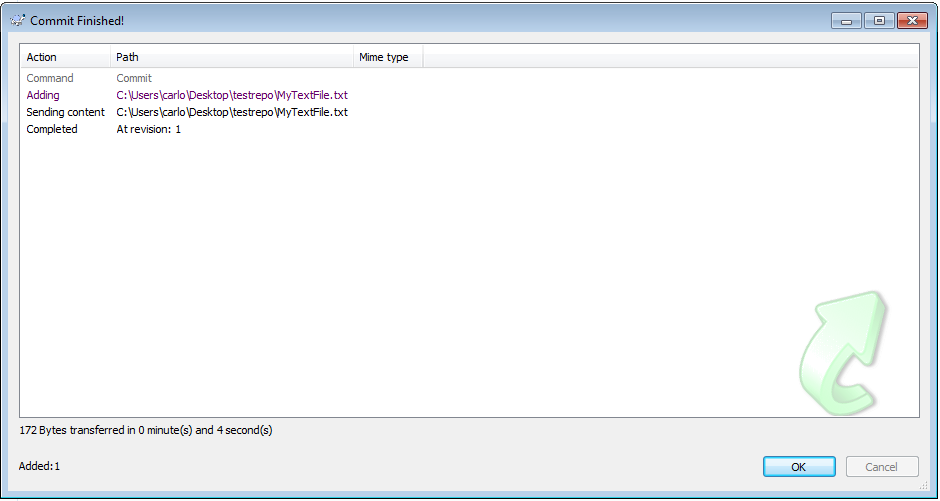 Commit Finished!
Action Path Mime type
Command Commit
Adding C:\Users\carlo\Desktop\testrepo\MyTextFile.txt
Sending content C:\Users\carlo\Desktop\testrepo\MyTextFile.txt
Completed At revision: 1
172 Bytes transferred in 0 minute(s) and 4 second(s)
Added:1
OK Cancel